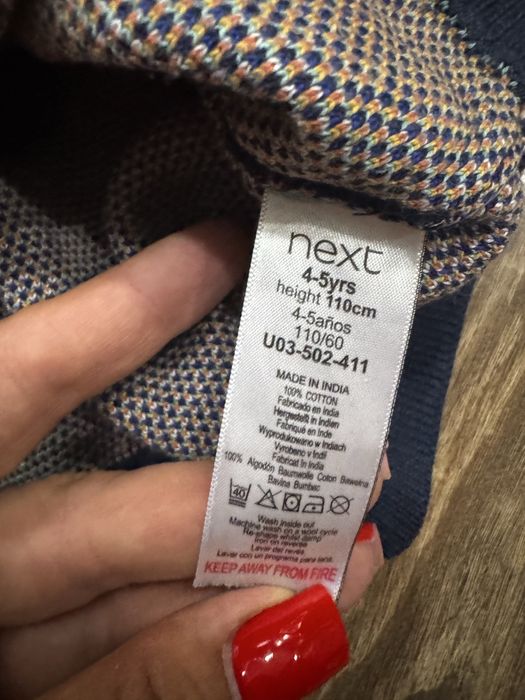 next
4-5yrs
height 110cm
4-5años
110/60
U03-502-411
MADE IN INDIA
100% COTTON
Fabricado en India
Hergestellt in Indien
Fabriqué en Inde
Wyprodukowano w Indiach
Vyrobeno v Indii
Fabricat în India
100% Algodón Baumwolle Coton Bawełna
Bavlna Bumbac
40
Wash inside out
Machine wash on a wool cycle
Re-shape whilst damp
Iron on reverse
Lavar del revés
Lavar con un programa para lana
KEEP AWAY FROM FIRE